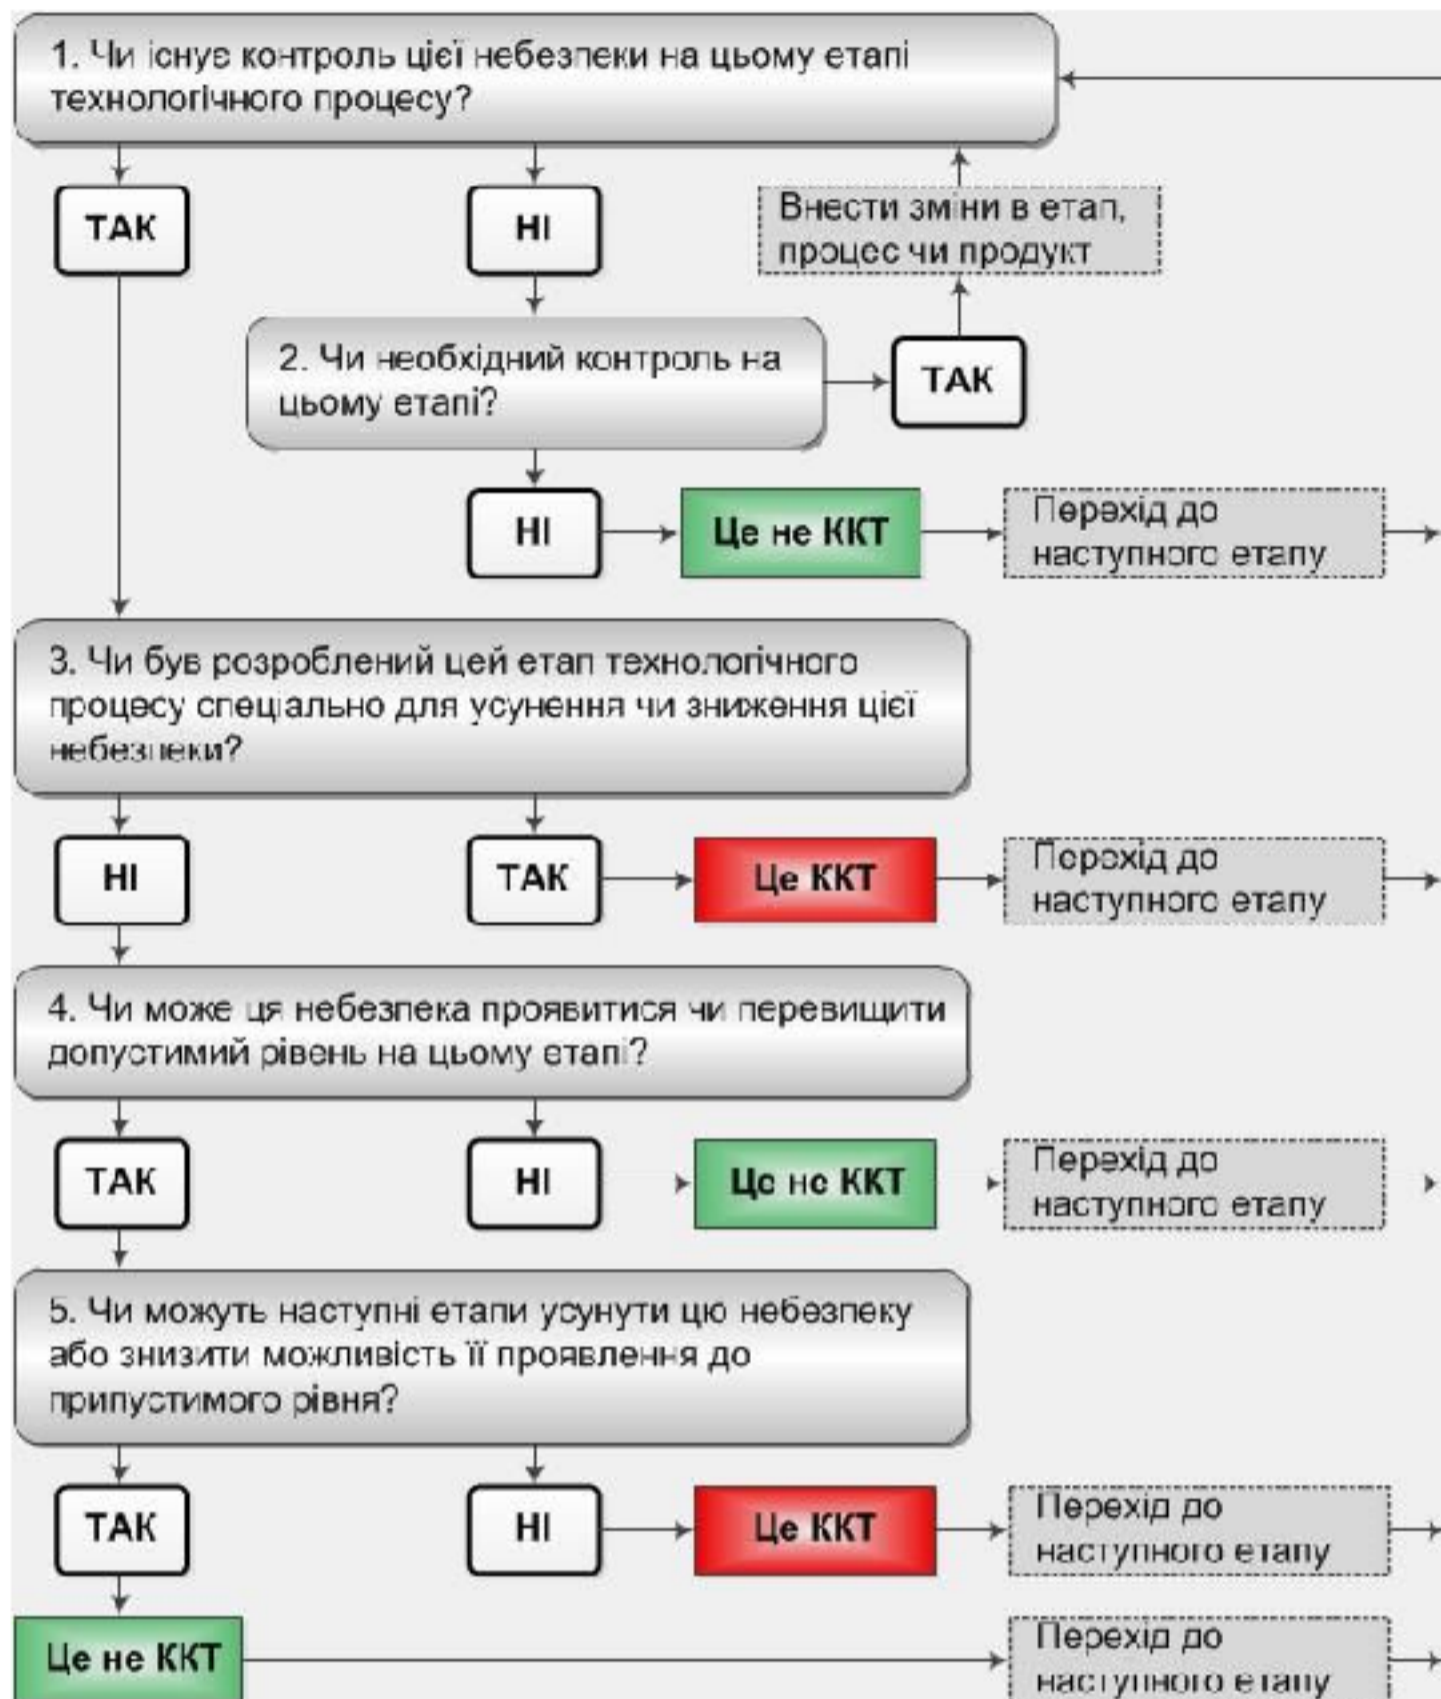 1. Чи існує контроль цієї небезпеки на цьому етапі
технологічного процесу?
ТАК
НІ
Внести зміни в етап,
процес чи продукт
2. Чи необхідний контроль на
цьому етапі?
ТАК
НІ
Це не ККТ
Перехід до
наступного етапу
3. Чи був розроблений цей етап технологічного
процесу спеціально для усунення чи зниження цієї
небезпеки?
НІ
ТАК
Це ККТ
Перехід до
наступного етапу
4. Чи може ця небезпека проявитися чи перевищити
допустимий рівень на цьому етапі?
ТАК
НІ
Це не ККТ
Перехід до
наступного етапу
5. Чи можуть наступні етапи усунути цю небезпеку
або знизити можливість її проявлення до
припустимого рівня?
ТАК
НІ
Це ККТ
Перехід до
наступного етапу
Це не ККТ
Перехід до
наступного етапу